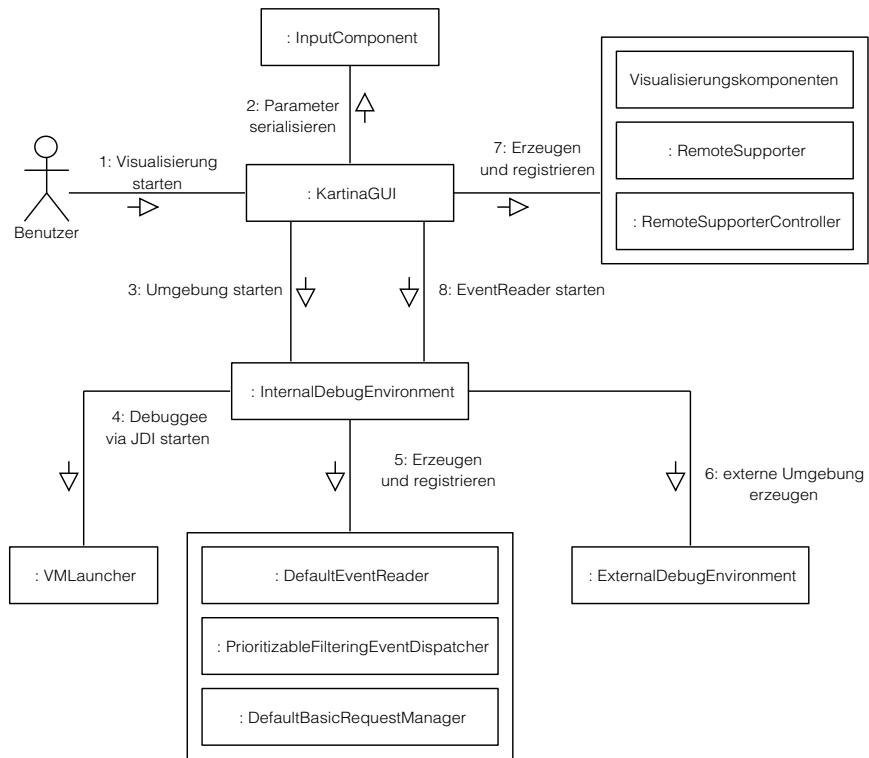 : InputComponent
Visualisierungskomponenten
2: Parameter
serialisieren
7: Erzeugen
und registrieren
: RemoteSupporter
1: Visualisierung
starten
: KartinaGUI
: RemoteSupporterController
Benutzer
3: Umgebung starten
8: EventReader starten
: InternalDebugEnvironment
4: Debuggee
via JDI starten
5: Erzeugen
und registrieren
6: externe Umgebung
erzeugen
: VMLauncher
: DefaultEventReader
: ExternalDebugEnvironment
: PrioritizableFilteringEventDispatcher
: DefaultBasicRequestManager